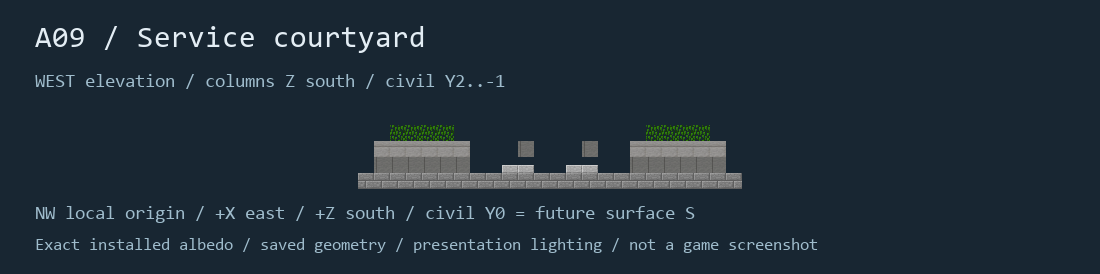 A09 / Service courtyard
WEST elevation / columns Z south / civil Y2..-1
NW local origin / +X east / +Z south / civil Y0 = future surface S
Exact installed albedo / saved geometry / presentation lighting / not a game screenshot